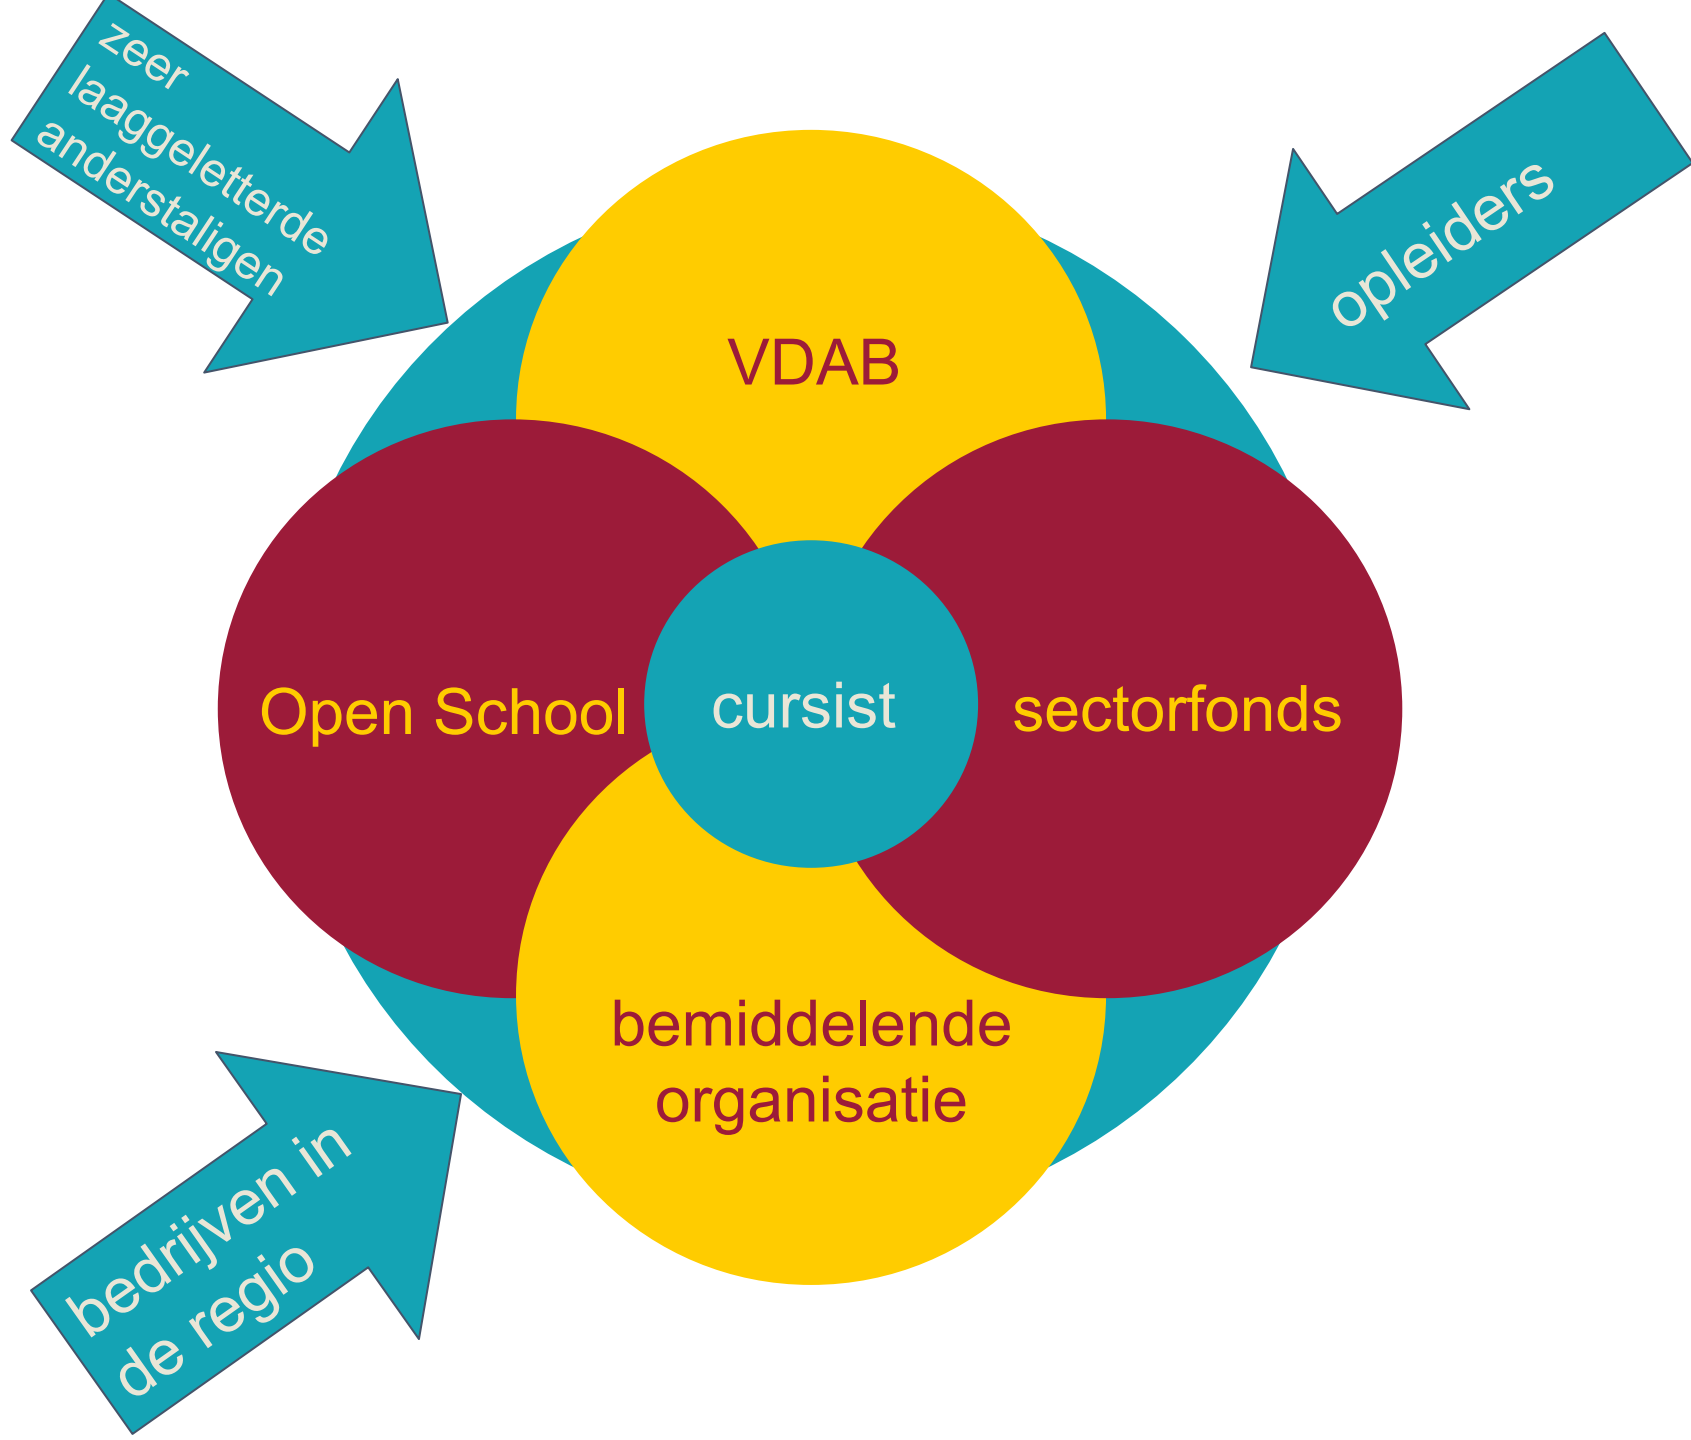 zeer
laaggeletterde
anderstaligen
opleiders
VDAB
Open School
cursist
sectorfonds
bemiddelende
organisatie
bedrijven in
de regio